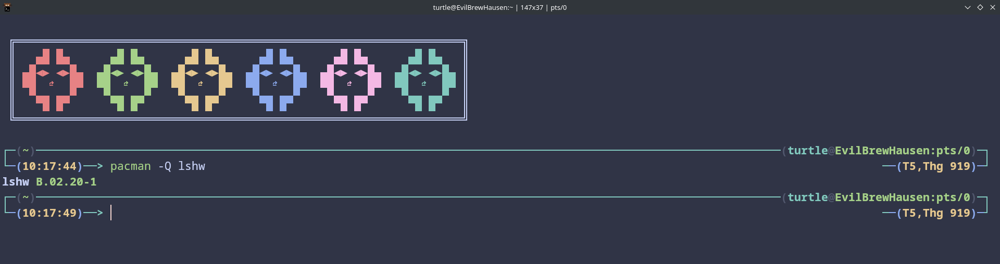 turtle@EvilBrewHausen:~ | 147x37 | pts/0
(~) (turtle@EvilBrewHausen:pts/0)
(10:17:44)—> pacman -Q lshw —(T5,Thg 919)
lshw B.02.20-1
(~) (turtle@EvilBrewHausen:pts/0)
(10:17:49)—> —(T5,Thg 919)